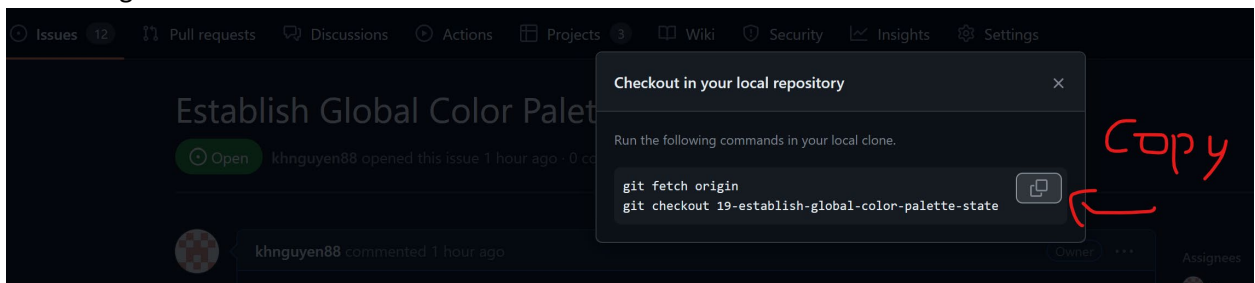 Issues 12 Pull requests Discussions Actions Projects 3 Wiki Security Insights Settings
Checkout in your local repository
Establish Global Color Palet
Run the following commands in your local clone.
Copy
Open khnguyen88 opened this issue 1 hour ago · 0 co
git fetch origin
git checkout 19-establish-global-color-palette-state
khnguyen88 commented 1 hour ago Owner
Assignees